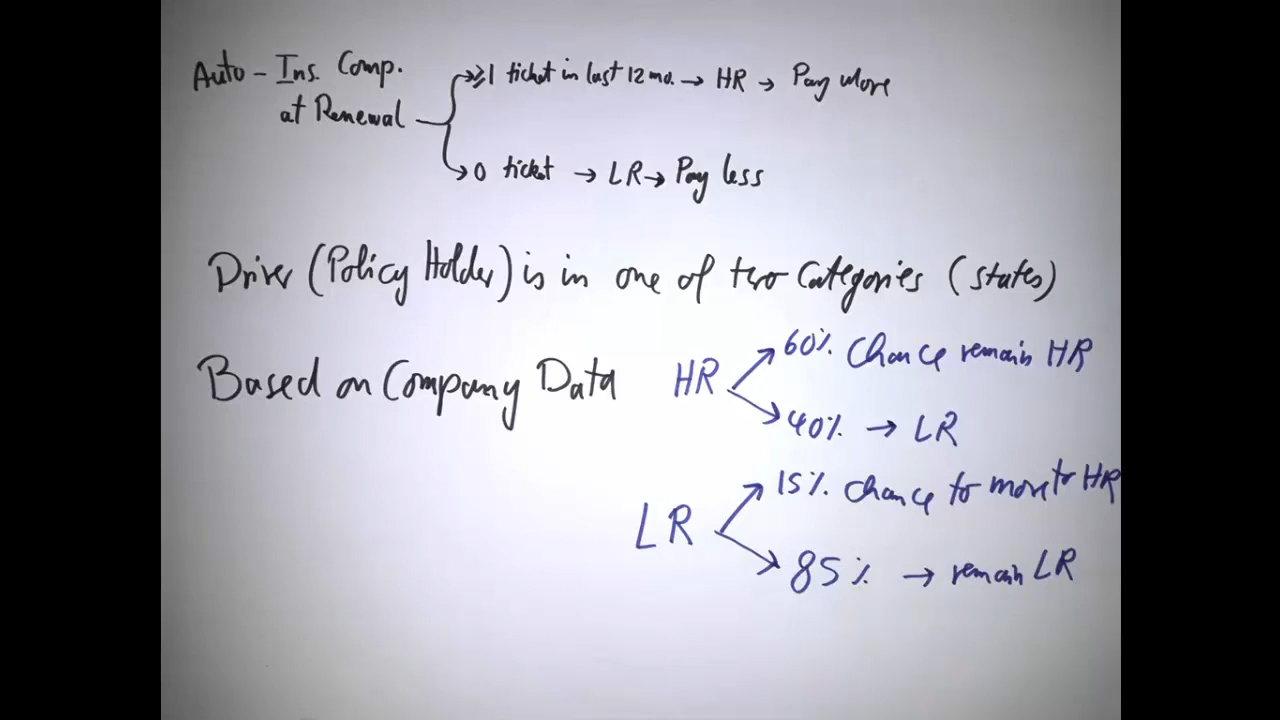 Auto - Ins. Comp. at Renewal
≥1 ticket in last 12 mo. → HR → Pay More
0 ticket → LR → Pay less
Driver (Policy Holder) is in one of two Categories (states)
Based on Company Data
HR
60% Chance remain HR
40% → LR
LR
15% Chance to move to HR
85% → remain LR